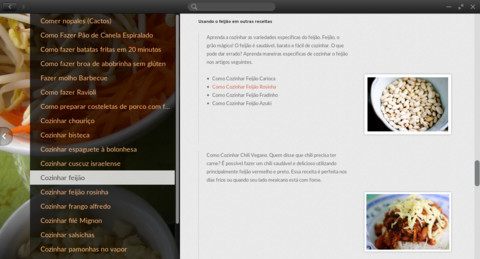 Comer nopales (Cactos)
Como Fazer Pão de Canela Espiralado
Como fazer batatas fritas em 20 minutos
Como fazer broa de abobrinha sem glúten
Fazer molho Barbecue
Como fazer Ravioli
Como preparar costeletas de porco com f...
Cozinhar chouriço
Cozinhar bisteca
Cozinhar espaguete à bolonhesa
Cozinhar cuscuz israelense
Cozinhar feijão
Cozinhar feijão rosinha
Cozinhar frango alfredo
Cozinhar filé Mignon
Cozinhar salsichas
Cozinhar pamonhas no vapor
Usando o feijão em outras receitas
Aprenda a cozinhar as variedades específicas de feijão. Feijão, o
grão mágico! O feijão é saudável, barato e fácil de cozinhar. O que
pode dar errado? Aprenda maneiras específicas de cozinhar o feijão
nos artigos seguintes.
• Como Cozinhar Feijão Carioca
• Como Cozinhar Feijão Rosinha
• Como Cozinhar Feijão Fradinho
• Como Cozinhar Feijão Azuki
Como Cozinhar Chili Vegano. Quem disse que chili precisa ter
carne? É possível fazer um chili saudável e delicioso utilizando
principalmente feijão vermelho e preto. Essa receita é perfeita nos
dias frios ou quando seu lado mexicano está com fome.